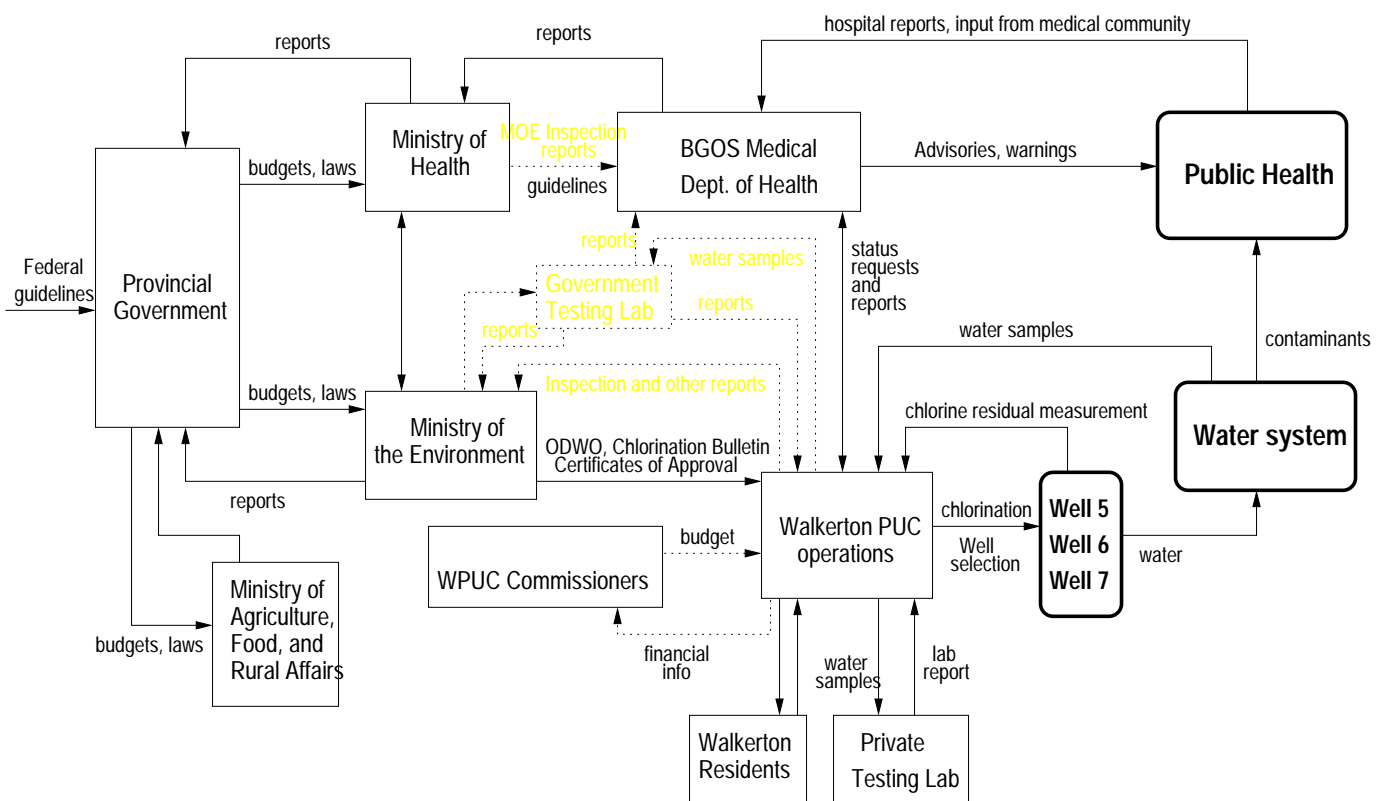 hospital reports, input from medical community
reports
reports
Ministry of
Health
MOE Inspection
reports
guidelines
BGOS Medical
Dept. of Health
Advisories, warnings
Public Health
budgets, laws
Federal
guidelines
Provincial
Government
reports
water samples
Government
Testing Lab
reports
reports
status
requests
and
reports
water samples
contaminants
budgets, laws
Inspection and other reports
chlorine residual measurement
Ministry of
the Environment
ODWO, Chlorination Bulletin
Certificates of Approval
Water system
reports
Walkerton PUC
operations
chlorination
Well
selection
Well 5
Well 6
Well 7
water
budget
WPUC Commissioners
Ministry of
Agriculture,
Food, and
Rural Affairs
budgets, laws
financial
info
water
samples
lab
report
Walkerton
Residents
Private
Testing Lab